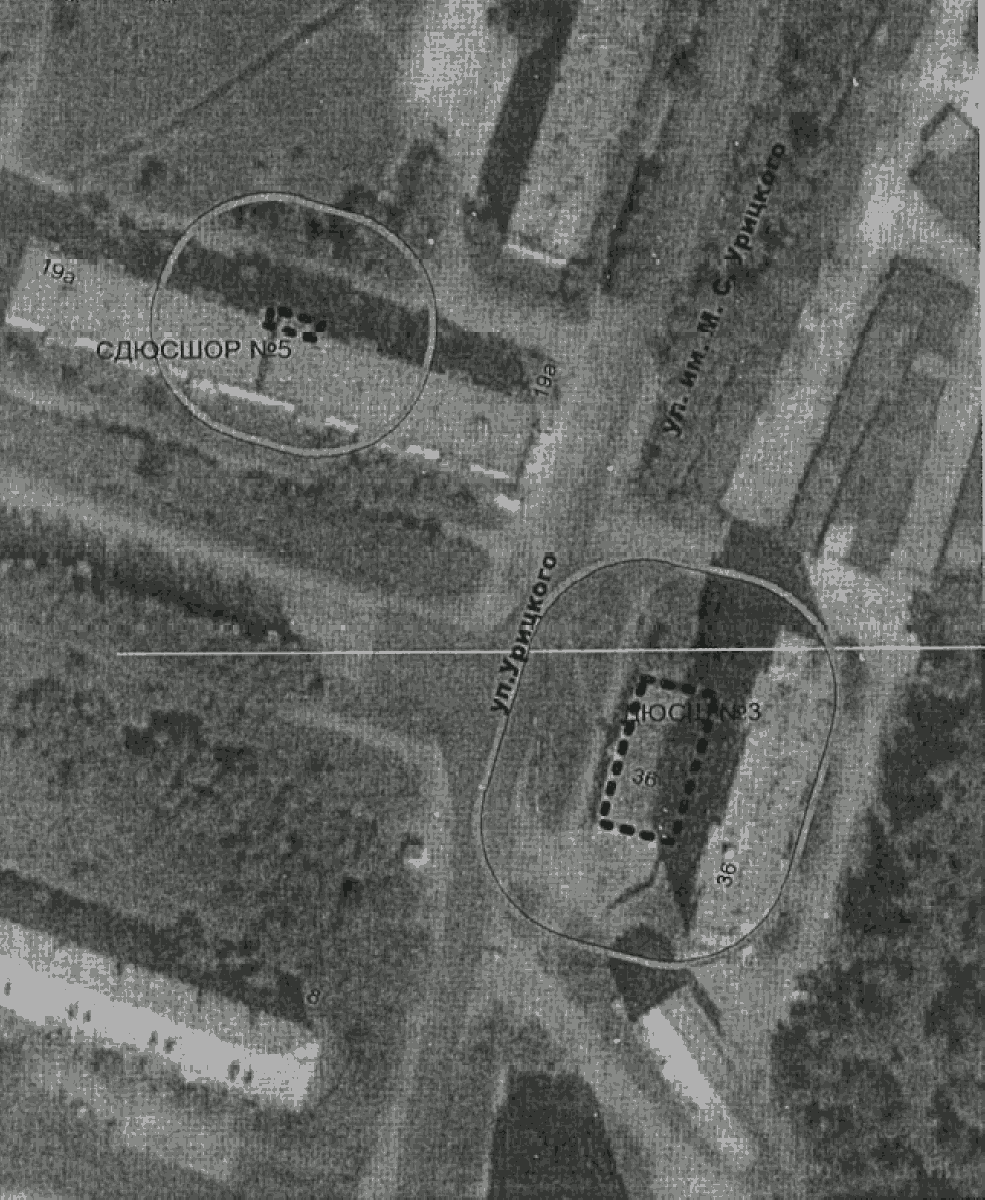 ул. им. М. С. Урицкого
19а
СДЮСШОР №5
19а
ул.Урицкого
ДЮСШ №3
36
36
8